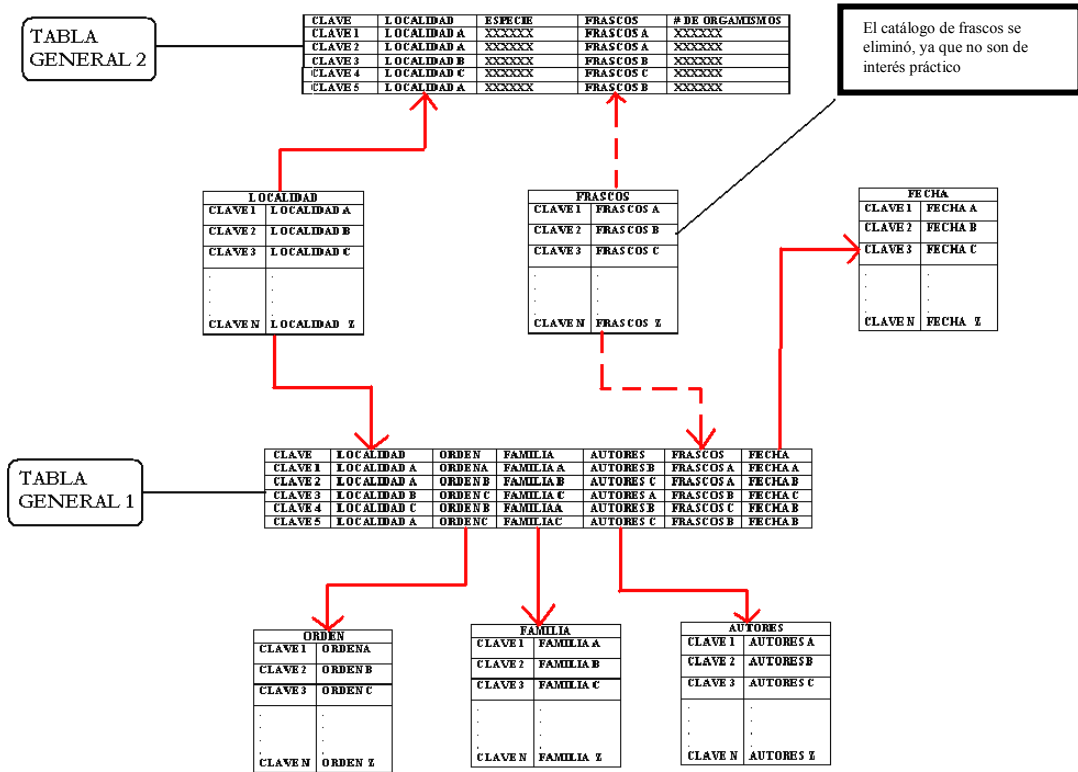 TABLA
GENERAL 2
CLAVE LOCALIDAD ESPECIE FRASCOS # DE ORGAMISMOS
CLAVE 1 LOCALIDAD A XXXXXX FRASCOS A XXXXXX
CLAVE 2 LOCALIDAD A XXXXXX FRASCOS A XXXXXX
CLAVE 3 LOCALIDAD B XXXXXX FRASCOS B XXXXXX
CLAVE 4 LOCALIDAD C XXXXXX FRASCOS C XXXXXX
CLAVE 5 LOCALIDAD A XXXXXX FRASCOS B XXXXXX
El catálogo de frascos se
eliminó, ya que no son de
interés práctico
LOCALIDAD
CLAVE 1 LOCALIDAD A
CLAVE 2 LOCALIDAD B
CLAVE 3 LOCALIDAD C
. .
. .
. .
CLAVE N LOCALIDAD Z
FRASCOS
CLAVE 1 FRASCOS A
CLAVE 2 FRASCOS B
CLAVE 3 FRASCOS C
. .
. .
. .
CLAVE N FRASCOS Z
FECHA
CLAVE 1 FECHA A
CLAVE 2 FECHA B
CLAVE 3 FECHA C
. .
. .
. .
CLAVE N FECHA Z
TABLA
GENERAL 1
CLAVE LOCALIDAD ORDEN FAMILIA AUTORES FRASCOS FECHA
CLAVE 1 LOCALIDAD A ORDENA FAMILIA A AUTORES B FRASCOS A FECHA A
CLAVE 2 LOCALIDAD A ORDEN B FAMILIA B AUTORES C FRASCOS A FECHA B
CLAVE 3 LOCALIDAD B ORDEN C FAMILIA C AUTORES A FRASCOS B FECHA C
CLAVE 4 LOCALIDAD C ORDEN B FAMILIAA AUTORES B FRASCOS C FECHA B
CLAVE 5 LOCALIDAD A ORDENC FAMILIAC AUTORES C FRASCOS B FECHA B
ORDEN
CLAVE 1 ORDENA
CLAVE 2 ORDEN B
CLAVE 3 ORDEN C
. .
. .
. .
CLAVE N ORDEN Z
FAMILIA
CLAVE 1 FAMILIA A
CLAVE 2 FAMILIA B
CLAVE 3 FAMILIA C
. .
. .
. .
CLAVE N FAMILIA Z
AUTORES
CLAVE 1 AUTORES A
CLAVE 2 AUTORES B
CLAVE 3 AUTORES C
. .
. .
. .
CLAVE N AUTORES Z